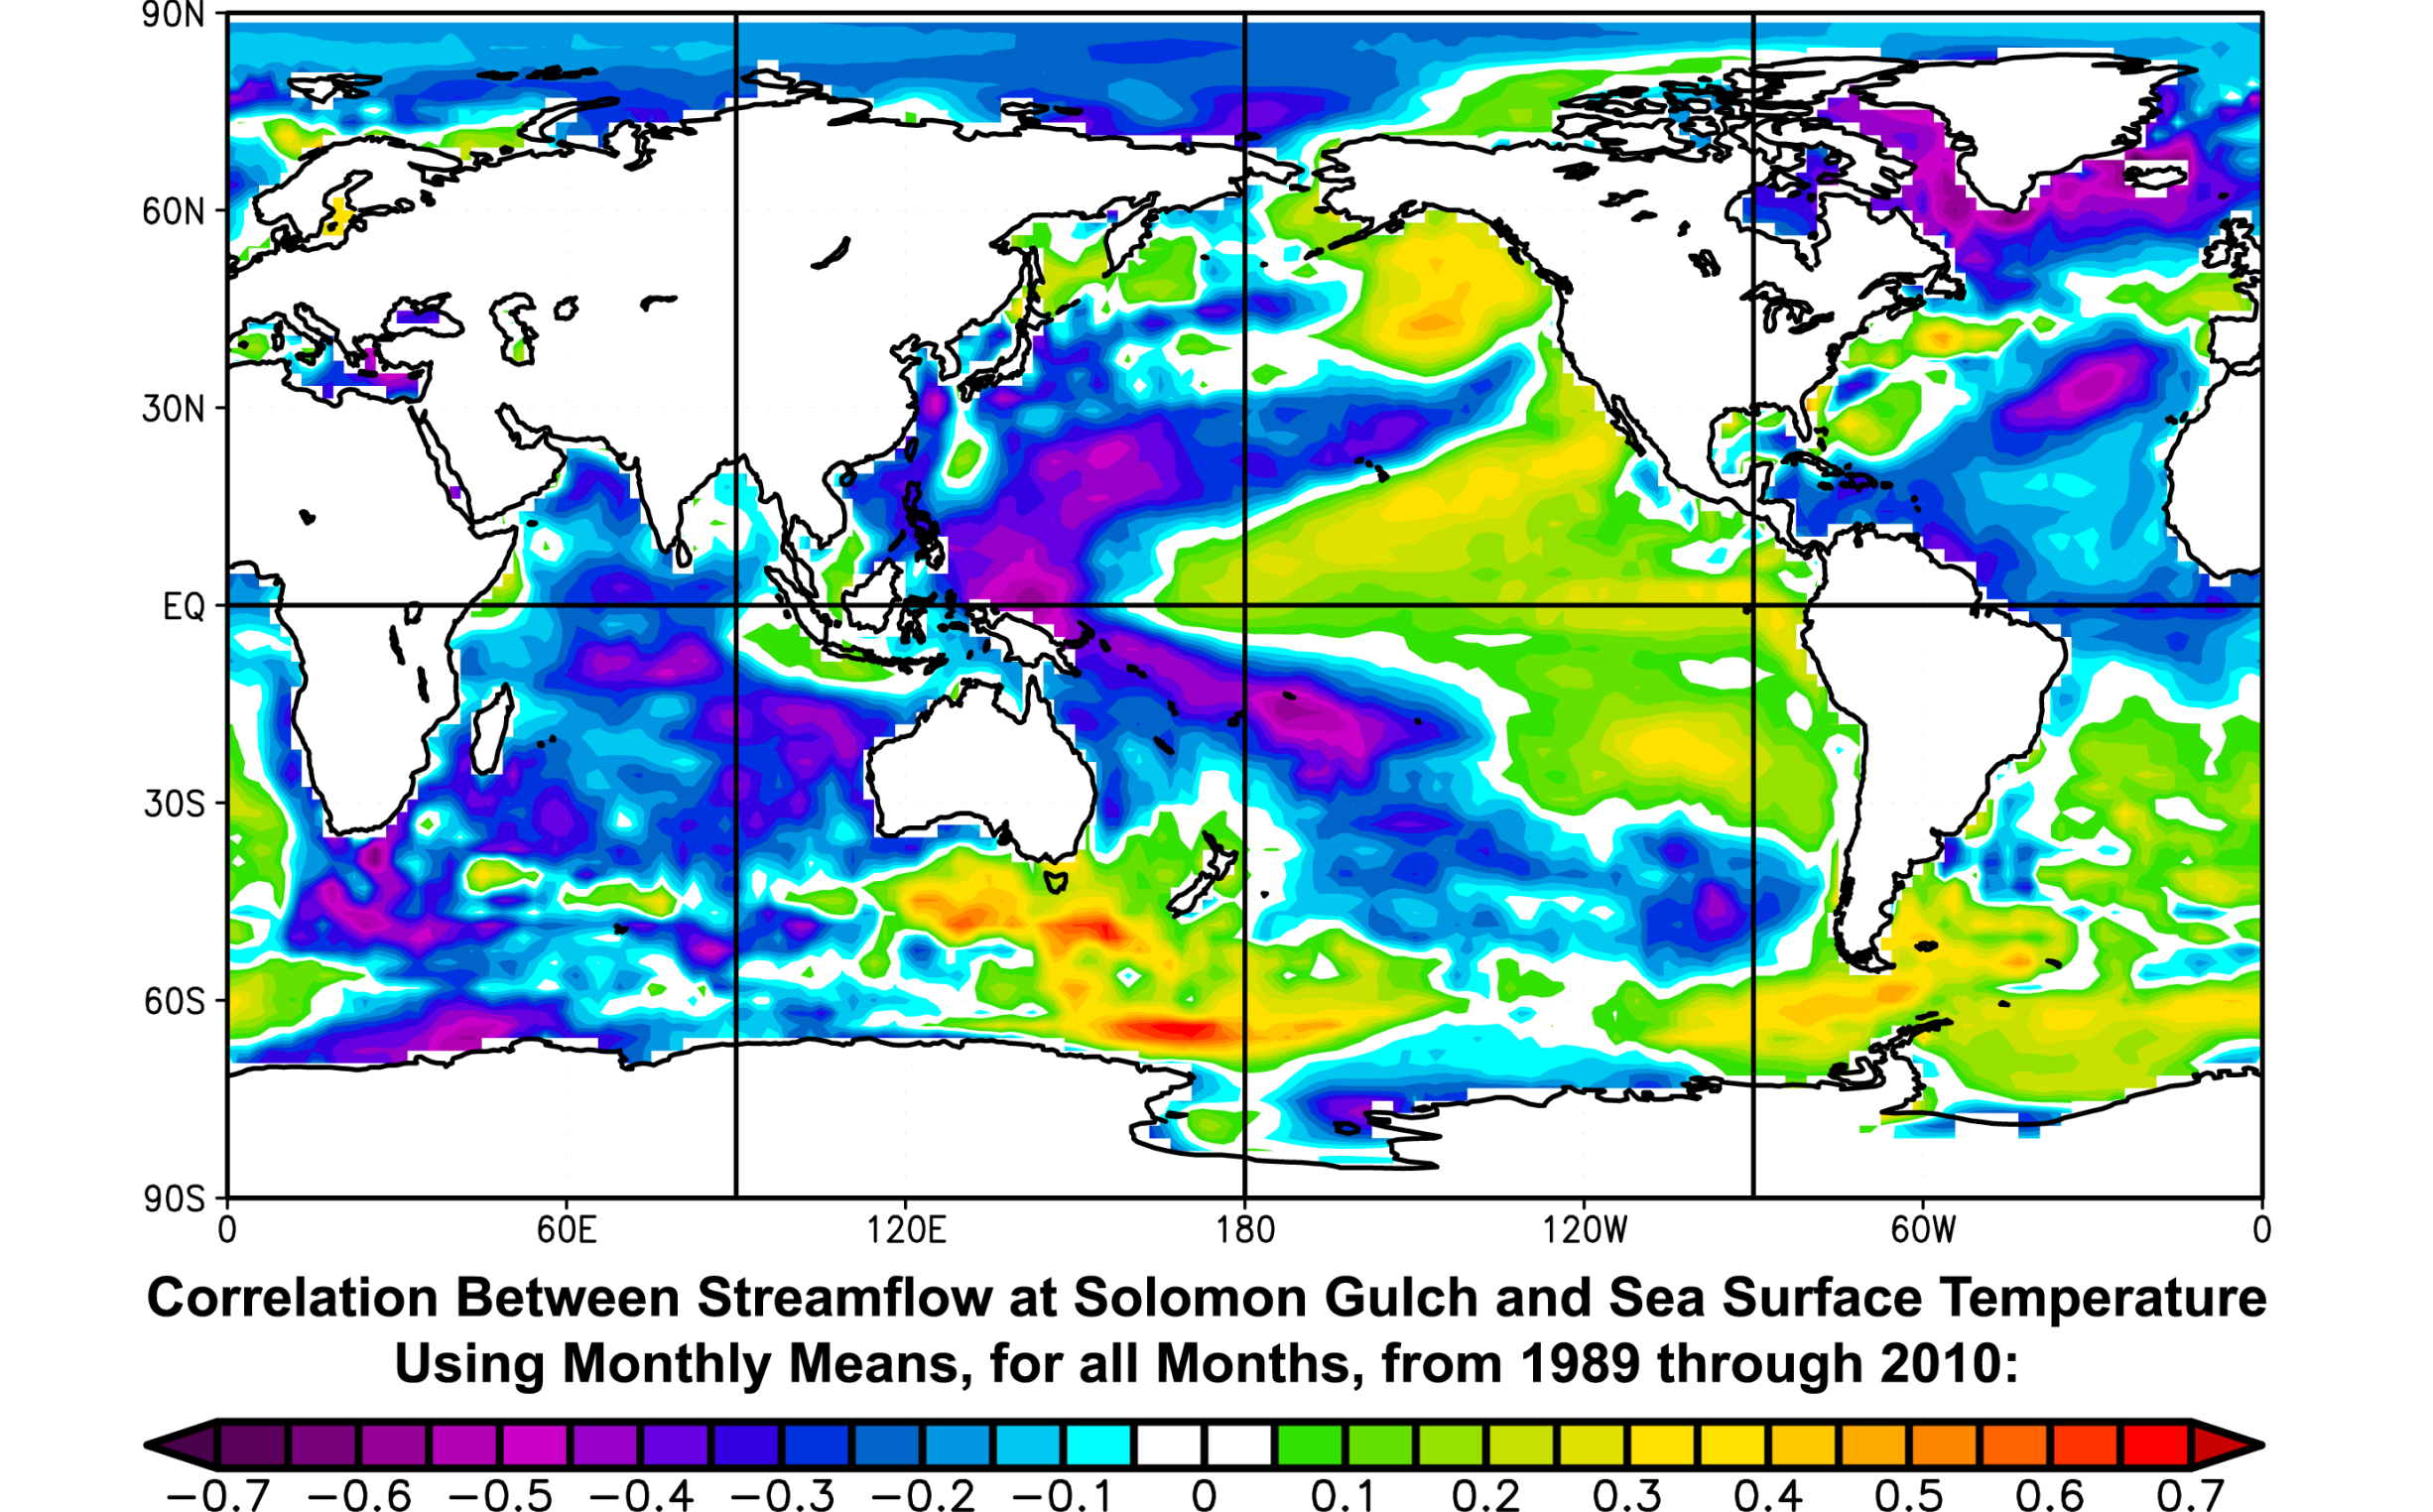 90N
60N
30N
EQ
30S
60S
90S
0 60E 120E 180 120W 60W 0
Correlation Between Streamflow at Solomon Gulch and Sea Surface Temperature
Using Monthly Means, for all Months, from 1989 through 2010:
−0.7 −0.6 −0.5 −0.4 −0.3 −0.2 −0.1 0 0.1 0.2 0.3 0.4 0.5 0.6 0.7